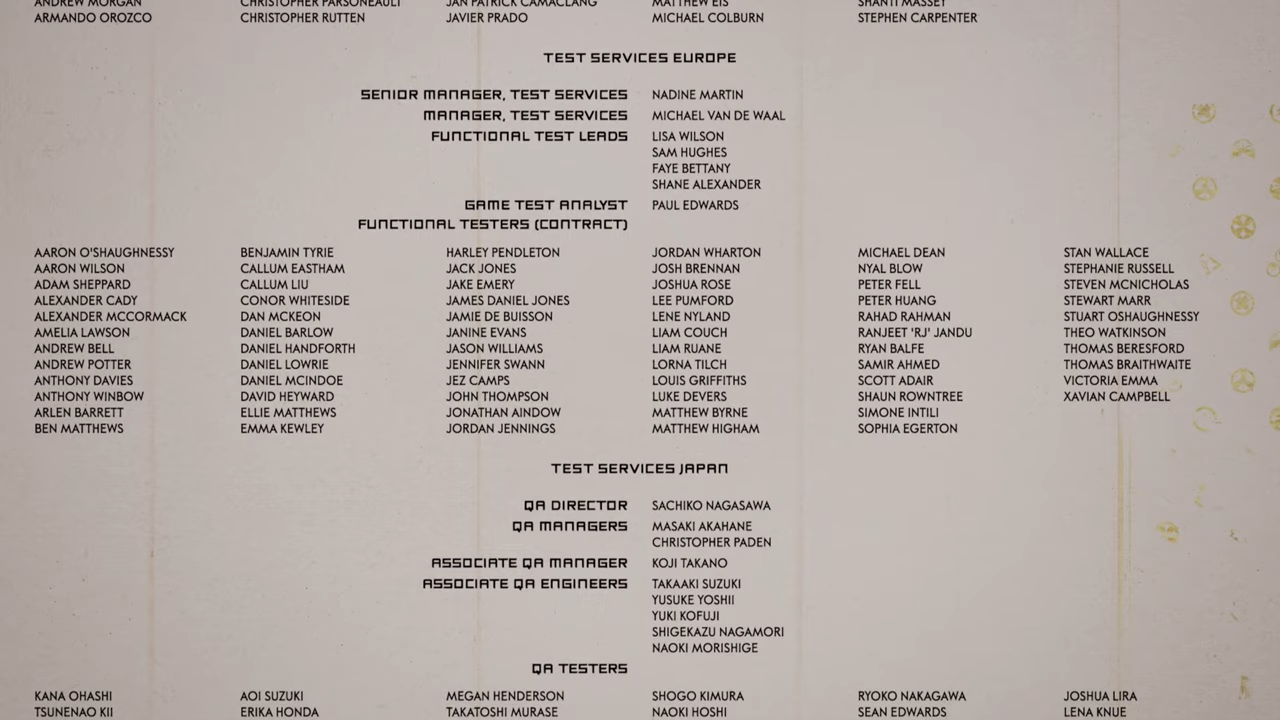 ANDREW MORGAN CHRISTOPHER PARSONEAULT JAN PATRICK CAMACLANG MATTHEW EIS SHANTI MASSEY
ARMANDO OROZCO CHRISTOPHER RUTTEN JAVIER PRADO MICHAEL COLBURN STEPHEN CARPENTER
TEST SERVICES EUROPE
SENIOR MANAGER, TEST SERVICES NADINE MARTIN
MANAGER, TEST SERVICES MICHAEL VAN DE WAAL
FUNCTIONAL TEST LEADS LISA WILSON
SAM HUGHES
FAYE BETTANY
SHANE ALEXANDER
GAME TEST ANALYST PAUL EDWARDS
FUNCTIONAL TESTERS (CONTRACT)
AARON O'SHAUGHNESSY BENJAMIN TYRIE HARLEY PENDLETON JORDAN WHARTON MICHAEL DEAN STAN WALLACE
AARON WILSON CALLUM EASTHAM JACK JONES JOSH BRENNAN NYAL BLOW STEPHANIE RUSSELL
ADAM SHEPPARD CALLUM LIU JAKE EMERY JOSHUA ROSE PETER FELL STEVEN MCNICHOLAS
ALEXANDER CADY CONOR WHITESIDE JAMES DANIEL JONES LEE PUMFORD PETER HUANG STEWART MARR
ALEXANDER MCCORMACK DAN MCKEON JAMIE DE BUISSON LENE NYLAND RAHAD RAHMAN STUART OSHAUGHNESSY
AMELIA LAWSON DANIEL BARLOW JANINE EVANS LIAM COUCH RANJEET 'RJ' JANDU THEO WATKINSON
ANDREW BELL DANIEL HANDFORTH JASON WILLIAMS LIAM RUANE RYAN BALFE THOMAS BERESFORD
ANDREW POTTER DANIEL LOWRIE JENNIFER SWANN LORNA TILCH SAMIR AHMED THOMAS BRAITHWAITE
ANTHONY DAVIES DANIEL MCINDOE JEZ CAMPS LOUIS GRIFFITHS SCOTT ADAIR VICTORIA EMMA
ANTHONY WINBOW DAVID HEYWARD JOHN THOMPSON LUKE DEVERS SHAUN ROWNTREE XAVIAN CAMPBELL
ARLEN BARRETT ELLIE MATTHEWS JONATHAN AINDOW MATTHEW BYRNE SIMONE INTILI
BEN MATTHEWS EMMA KEWLEY JORDAN JENNINGS MATTHEW HIGHAM SOPHIA EGERTON
TEST SERVICES JAPAN
QA DIRECTOR SACHIKO NAGASAWA
QA MANAGERS MASAKI AKAHANE
CHRISTOPHER PADEN
ASSOCIATE QA MANAGER KOJI TAKANO
ASSOCIATE QA ENGINEERS TAKAAKI SUZUKI
YUSUKE YOSHII
YUKI KOFUJI
SHIGEKAZU NAGAMORI
NAOKI MORISHIGE
QA TESTERS
KANA OHASHI AOI SUZUKI MEGAN HENDERSON SHOGO KIMURA RYOKO NAKAGAWA JOSHUA LIRA
TSUNENAO KII ERIKA HONDA TAKATOSHI MURASE NAOKI HOSHI SEAN EDWARDS LENA KNUE